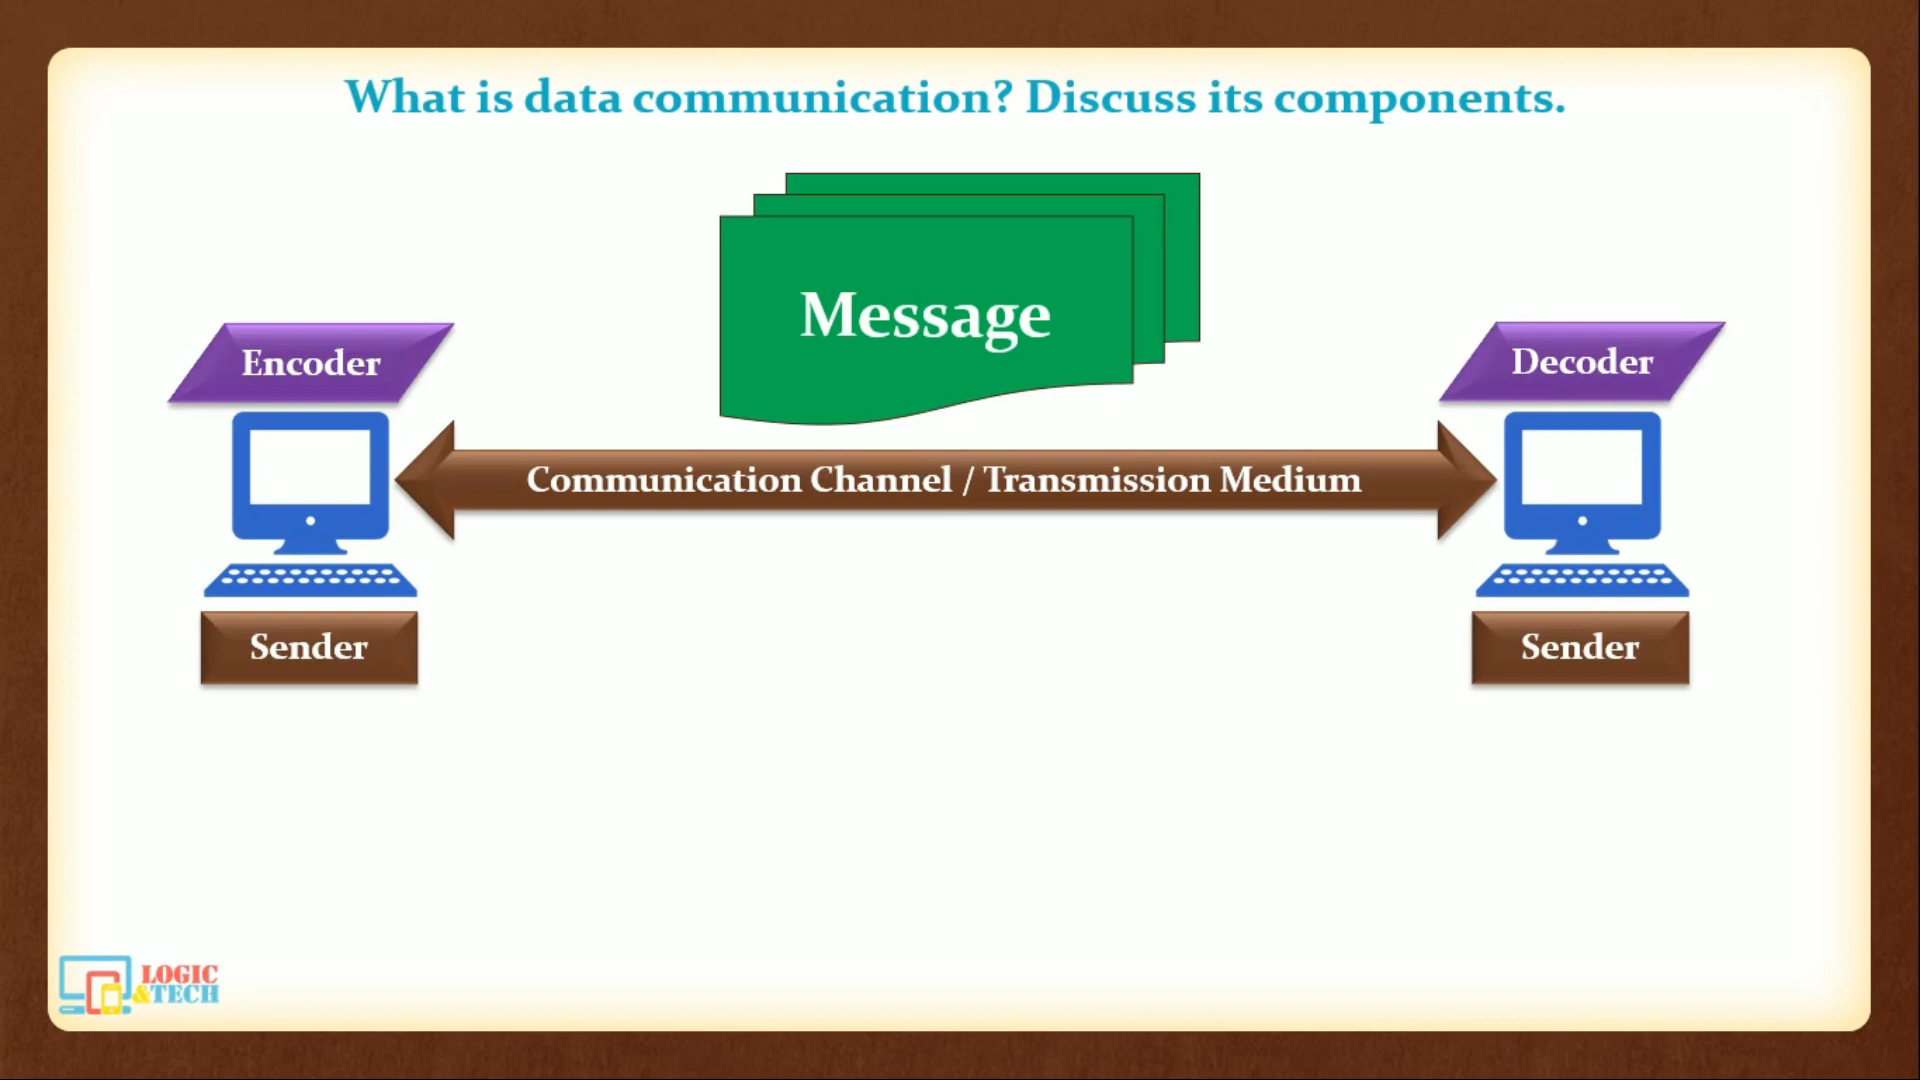 What is data communication? Discuss its components.
Message
Encoder
Decoder
Communication Channel / Transmission Medium
Sender
Sender
LOGIC
&TECH